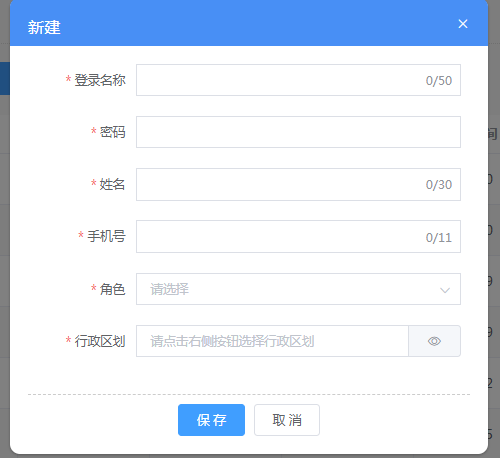 新建 ×
* 登录名称 0/50
* 密码
* 姓名 0/30
* 手机号 0/11
* 角色 请选择
* 行政区划 请点击右侧按钮选择行政区划
保存 取消